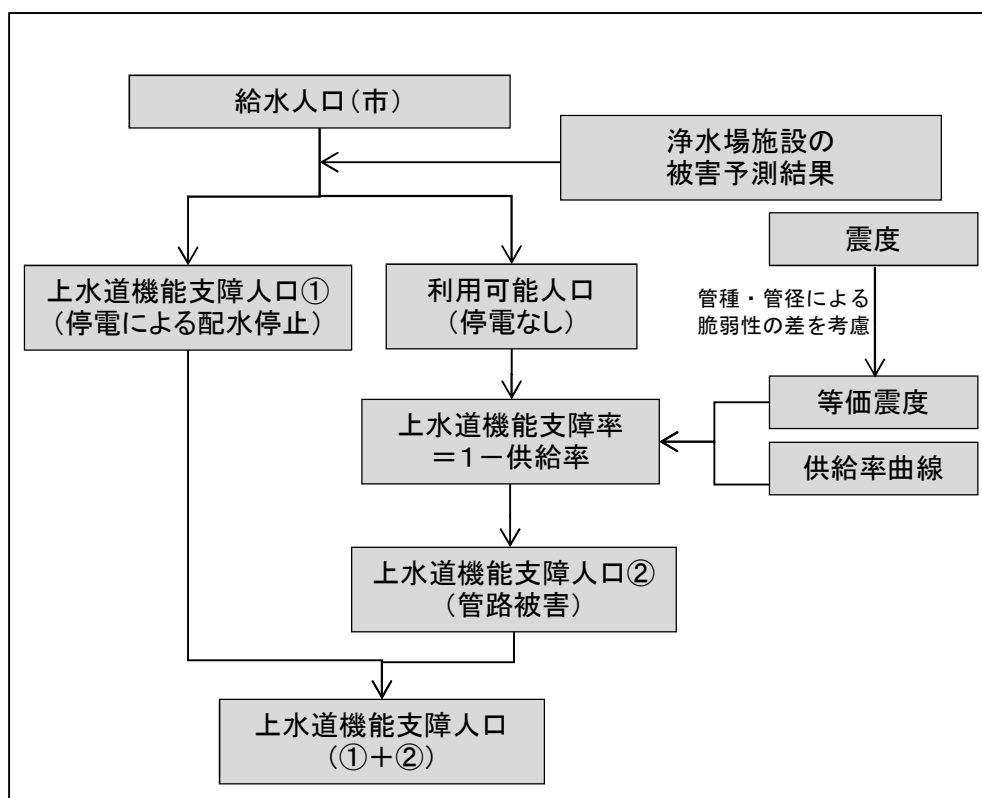 給水人口（市）
浄水場施設の
被害予測結果
震度
上水道機能支障人口①
（停電による配水停止）
利用可能人口
（停電なし）
管種・管径による
脆弱性の差を考慮
等価震度
上水道機能支障率
＝1－供給率
供給率曲線
上水道機能支障人口②
（管路被害）
上水道機能支障人口
（①＋②）